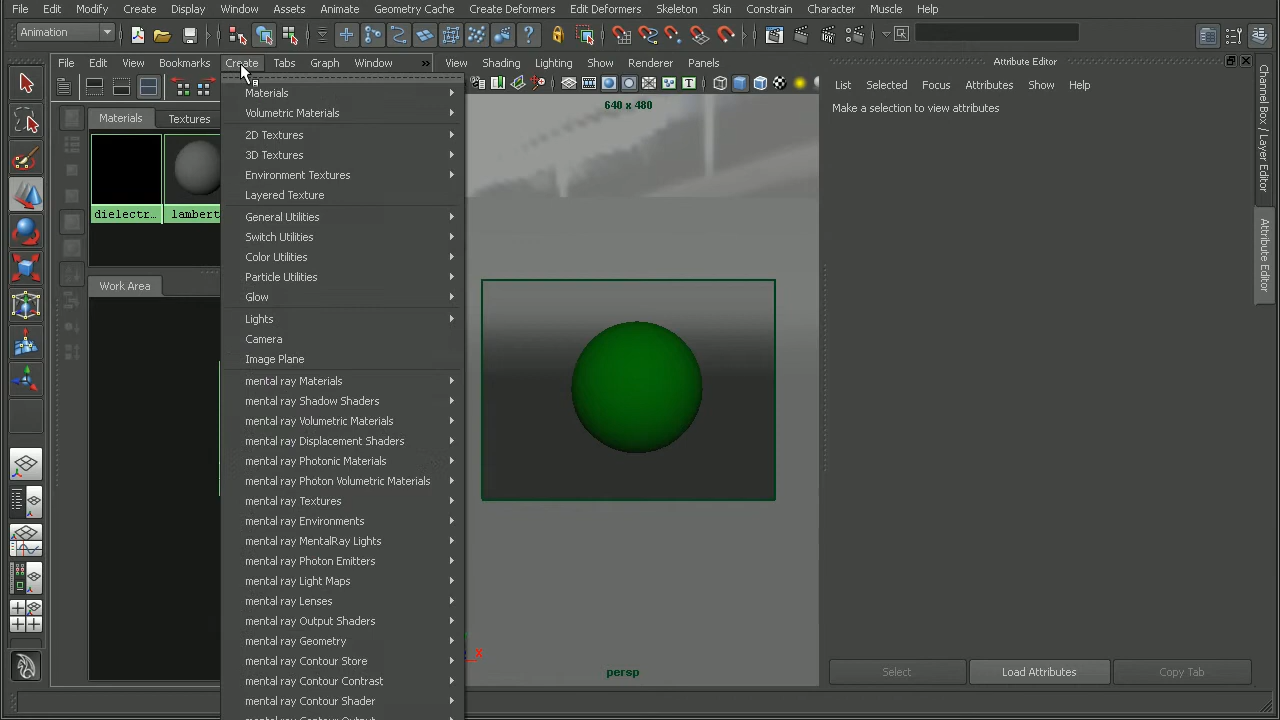 File Edit Modify Create Display Window Assets Animate Geometry Cache Create Deformers Edit Deformers Skeleton Skin Constrain Character Muscle Help
Animation
File Edit View Bookmarks Create Tabs Graph Window »
View Shading Lighting Show Renderer Panels
Attribute Editor
List Selected Focus Attributes Show Help
Make a selection to view attributes
Materials Textures
dielectr... lambert
Work Area
Materials
Volumetric Materials
2D Textures
3D Textures
Environment Textures
Layered Texture
General Utilities
Switch Utilities
Color Utilities
Particle Utilities
Glow
Lights
Camera
Image Plane
mental ray Materials
mental ray Shadow Shaders
mental ray Volumetric Materials
mental ray Displacement Shaders
mental ray Photonic Materials
mental ray Photon Volumetric Materials
mental ray Textures
mental ray Environments
mental ray MentalRay Lights
mental ray Photon Emitters
mental ray Light Maps
mental ray Lenses
mental ray Output Shaders
mental ray Geometry
mental ray Contour Store
mental ray Contour Contrast
mental ray Contour Shader
mental ray Contour Output
640 x 480
X
persp
Select Load Attributes Copy Tab
Channel Box / Layer Editor
Attribute Editor